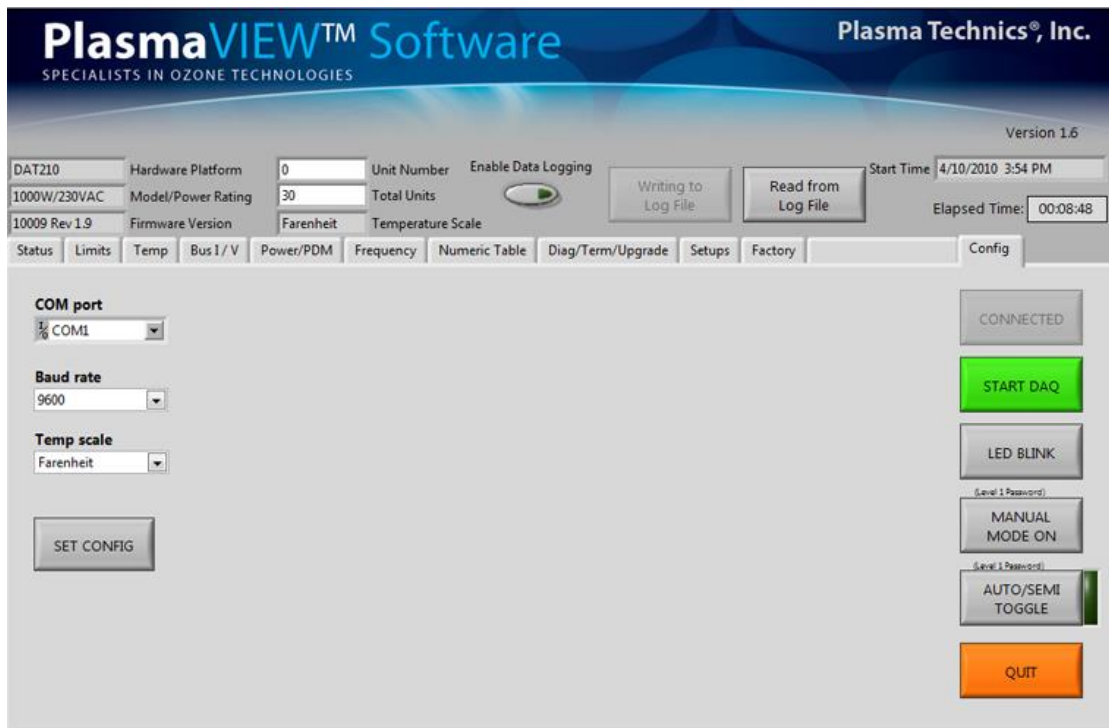 PlasmaVIEW™ Software
Plasma Technics®, Inc.
SPECIALISTS IN OZONE TECHNOLOGIES
Version 1.6
DAT210 Hardware Platform 0 Unit Number Enable Data Logging Writing to Log File Read from Log File Start Time 4/10/2010 3:54 PM
1000W/230VAC Model/Power Rating 30 Total Units Elapsed Time: 00:08:48
10009 Rev 1.9 Firmware Version Farenheit Temperature Scale
Status Limits Temp Bus I / V Power/PDM Frequency Numeric Table Diag/Term/Upgrade Setups Factory Config
COM port
COM1
Baud rate
9600
Temp scale
Farenheit
SET CONFIG
CONNECTED
START DAQ
LED BLINK
(Level 1 Password)
MANUAL
MODE ON
(Level 1 Password)
AUTO/SEMI
TOGGLE
QUIT